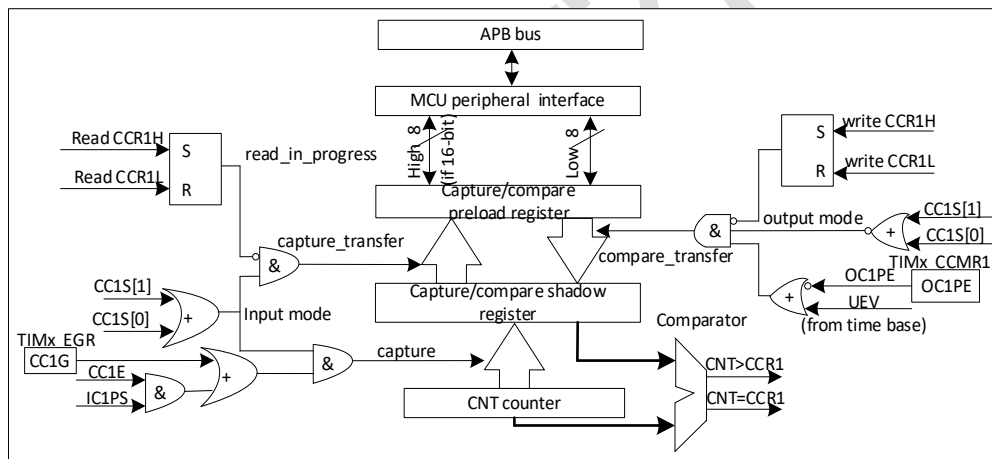 APB bus
MCU peripheral interface
Read CCR1H
Read CCR1L
S
R
read_in_progress
High 8
(if 16-bit)
Low 8
S
R
write CCR1H
write CCR1L
Capture/compare
preload register
capture_transfer
&
compare_transfer
&
output mode
+
CC1S[1]
CC1S[0]
TIMx_CCMR1
OC1PE
OC1PE
UEV
(from time base)
+
CC1S[1]
CC1S[0]
+
Input mode
Capture/compare shadow
register
Comparator
TIMx_EGR
CC1G
CC1E
IC1PS
&
+
&
capture
CNT counter
CNT>CCR1
CNT=CCR1